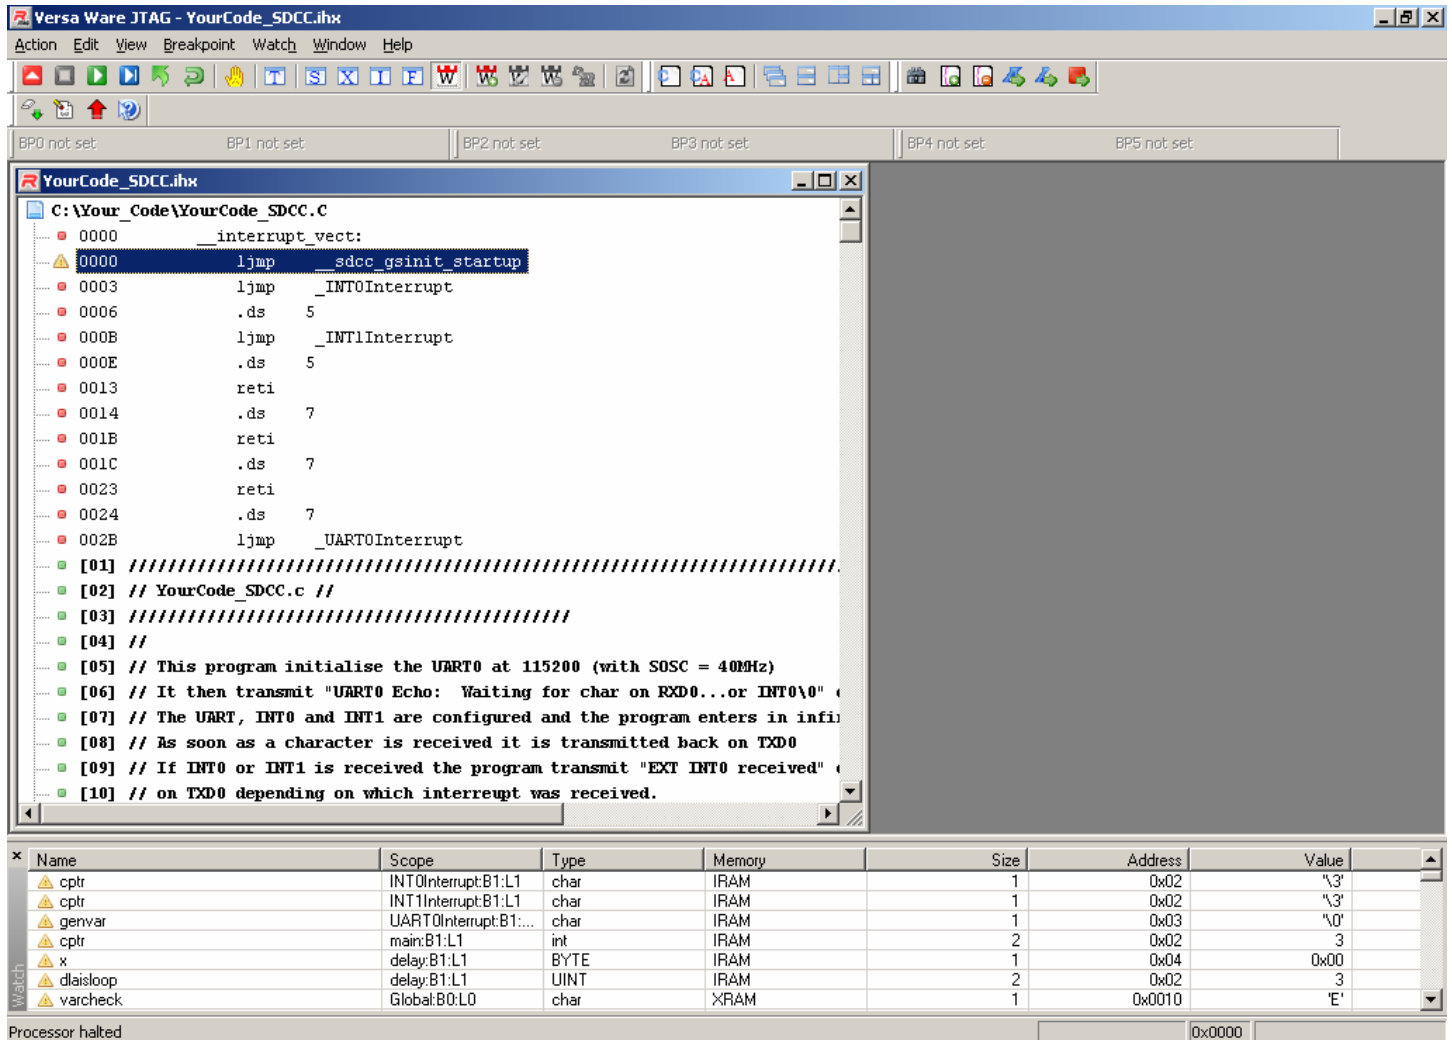 Versa Ware JTAG - YourCode_SDCC.ihx
Action Edit View Breakpoint Watch Window Help
BP0 not set BP1 not set BP2 not set BP3 not set BP4 not set BP5 not set
YourCode_SDCC.ihx
C:\Your_Code\YourCode_SDCC.C
0000 __interrupt_vect:
0000 ljmp __sdcc_gsinit_startup
0003 ljmp _INT0Interrupt
0006 .ds 5
000B ljmp _INT1Interrupt
000E .ds 5
0013 reti
0014 .ds 7
001B reti
001C .ds 7
0023 reti
0024 .ds 7
002B ljmp _UART0Interrupt
[01] ////////////////////////////////////////////////////////////////////////
[02] // YourCode_SDCC.c //
[03] /////////////////////////////////////////////
[04] //
[05] // This program initialise the UART0 at 115200 (with SOSC = 40MHz)
[06] // It then transmit "UART0 Echo: Waiting for char on RXD0...or INT0\0"
[07] // The UART, INT0 and INT1 are configured and the program enters in infi
[08] // As soon as a character is received it is transmitted back on TXD0
[09] // If INT0 or INT1 is received the program transmit "EXT INT0 received"
[10] // on TXD0 depending on which interreupt was received.
Name Scope Type Memory Size Address Value
cptr INT0Interrupt:B1:L1 char IRAM 1 0x02 '\3'
cptr INT1Interrupt:B1:L1 char IRAM 1 0x02 '\3'
genvar UART0Interrupt:B1:... char IRAM 1 0x03 '\0'
cptr main:B1:L1 int IRAM 2 0x02 3
x delay:B1:L1 BYTE IRAM 1 0x04 0x00
dlaisloop delay:B1:L1 UINT IRAM 2 0x02 3
varcheck Global:B0:L0 char XRAM 1 0x0010 'E'
Watch
Processor halted 0x0000